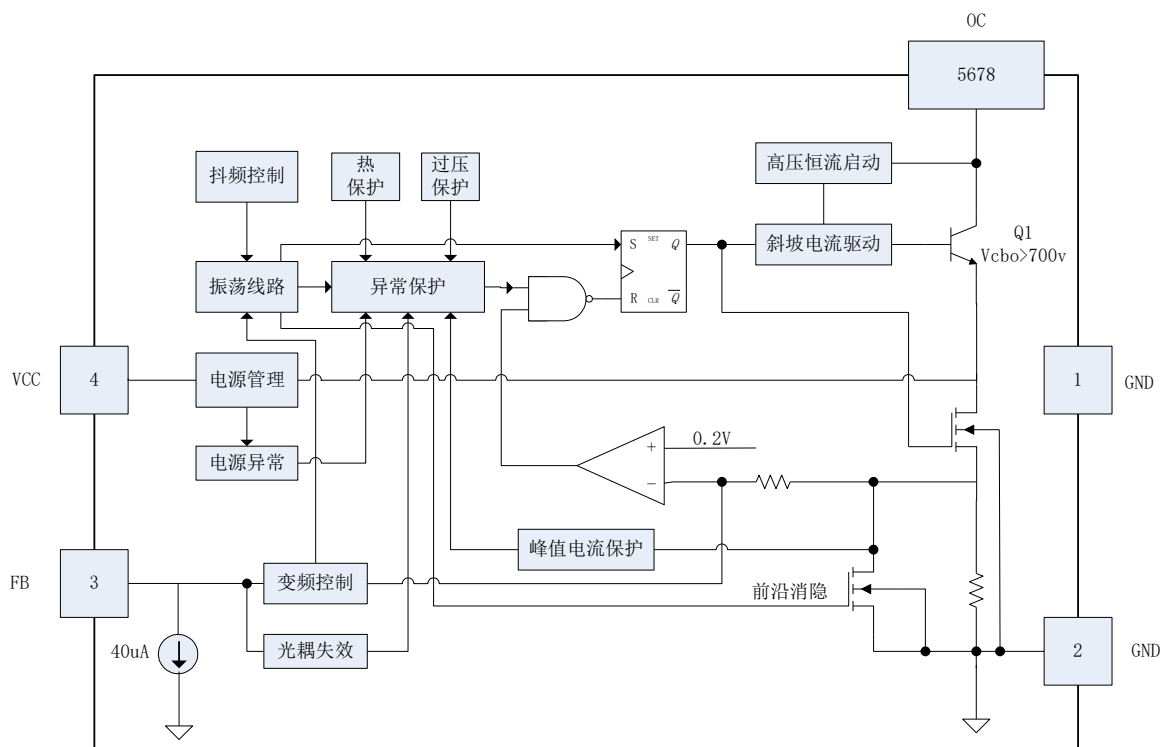 OC
5678
抖频控制
热
保护
过压
保护
高压恒流启动
S SET Q
R CLR Q
斜坡电流驱动
Q1
Vcbo>700v
振荡线路
异常保护
VCC
4
电源管理
1
GND
电源异常
+
0.2V
−
峰值电流保护
FB
3
变频控制
前沿消隐
40uA
光耦失效
2
GND